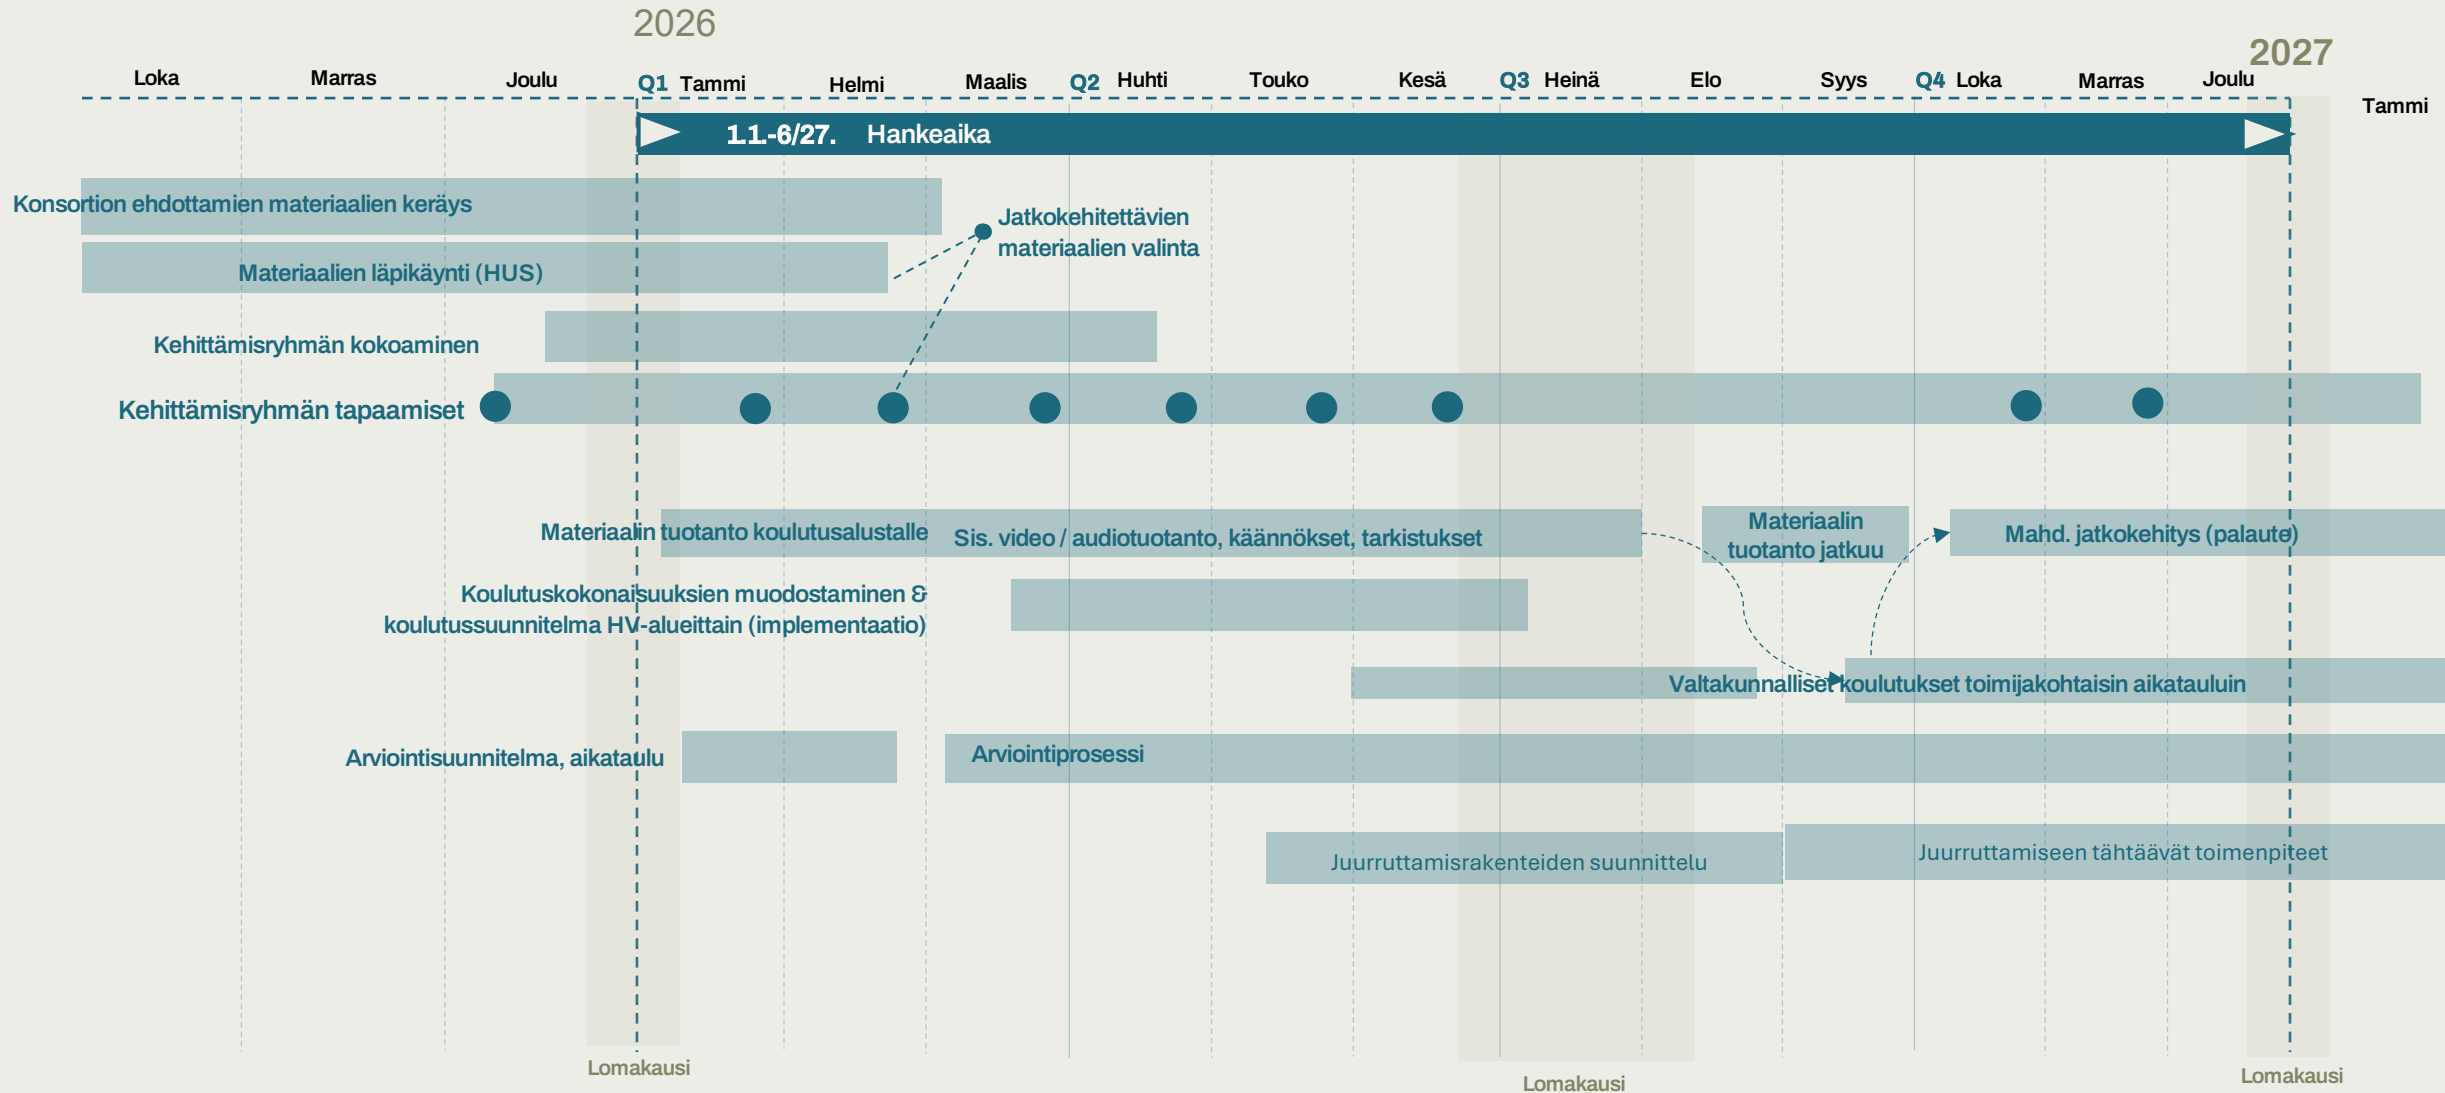 2026
2027
Loka
Marras
Joulu
Q1
Tammi
Helmi
Maalis
Q2
Huhti
Touko
Kesä
Q3
Heinä
Elo
Syys
Q4
Loka
Marras
Joulu
Tammi
1.1.-6/27. Hankeaika
Konsortion ehdottamien materiaalien keräys
Jatkokehitettävien
materiaalien valinta
Materiaalien läpikäynti (HUS)
Kehittämisryhmän kokoaminen
Kehittämisryhmän tapaamiset
Materiaalin tuotanto koulutusalustalle
Sis. video / audiotuotanto, käännökset, tarkistukset
Materiaalin
tuotanto jatkuu
Mahd. jatkokehitys (palaute)
Koulutuskokonaisuuksien muodostaminen &
koulutussuunnitelma HV-alueittain (implementaatio)
Valtakunnalliset koulutukset toimijakohtaisin aikatauluin
Arviointisuunnitelma, aikataulu
Arviointiprosessi
Juurruttamisrakenteiden suunnittelu
Juurruttamiseen tähtäävät toimenpiteet
Lomakausi
Lomakausi
Lomakausi